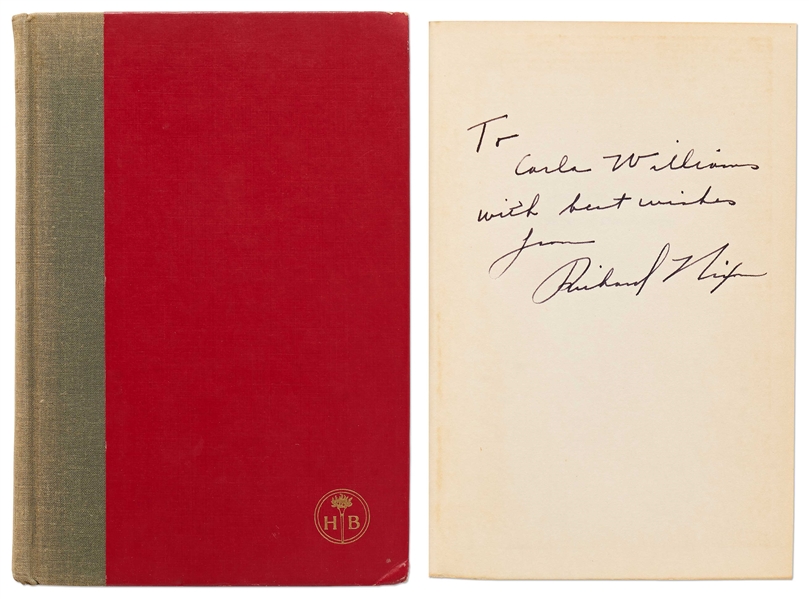 H B
To
Carla Williams
with best wishes
from
Richard Nixon